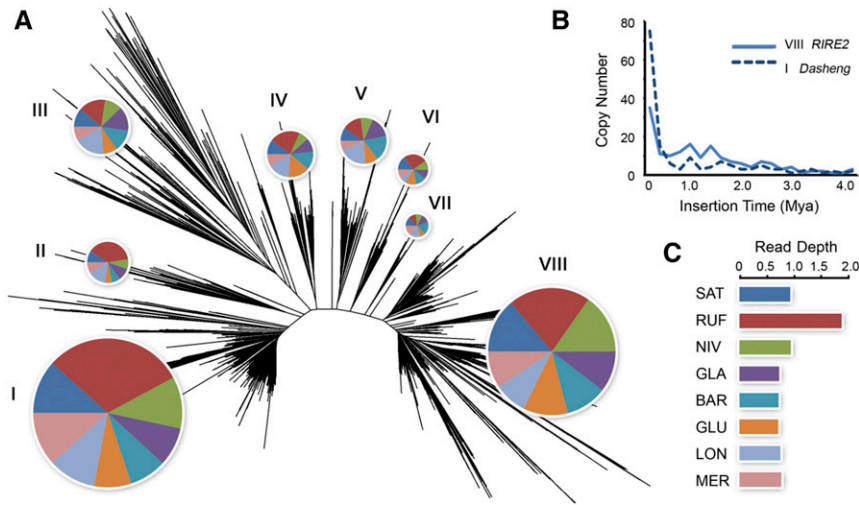 A
III
IV
V
VI
VII
II
VIII
I
B
80
60
40
20
0
Copy Number
VIII RIRE2
I Dasheng
0 1.0 2.0 3.0 4.0
Insertion Time (Mya)
C
Read Depth
0 0.5 1.0 1.5 2.0
SAT
RUF
NIV
GLA
BAR
GLU
LON
MER